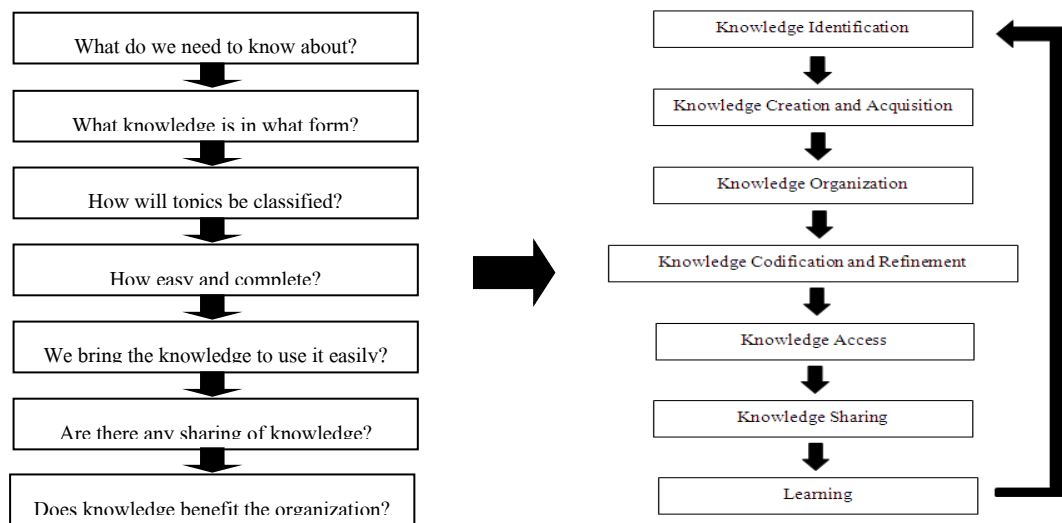 What do we need to know about?
What knowledge is in what form?
How will topics be classified?
How easy and complete?
We bring the knowledge to use it easily?
Are there any sharing of knowledge?
Does knowledge benefit the organization?
Knowledge Identification
Knowledge Creation and Acquisition
Knowledge Organization
Knowledge Codification and Refinement
Knowledge Access
Knowledge Sharing
Learning